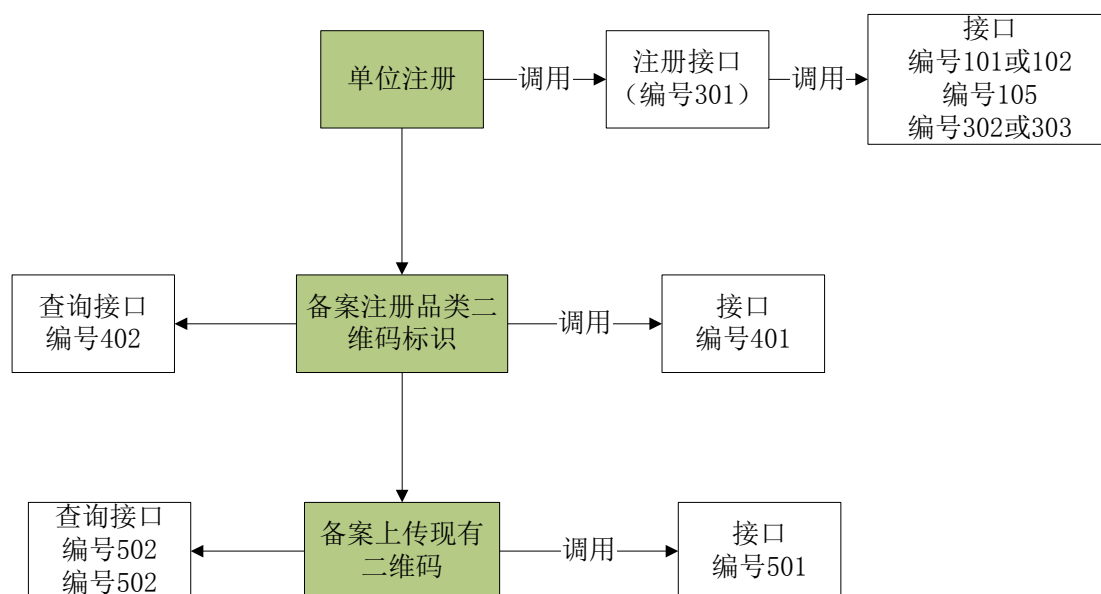 单位注册
调用
注册接口
（编号301）
调用
接口
编号101或102
编号105
编号302或303
查询接口
编号402
备案注册品类二
维码标识
调用
接口
编号401
查询接口
编号502
编号502
备案上传现有
二维码
调用
接口
编号501